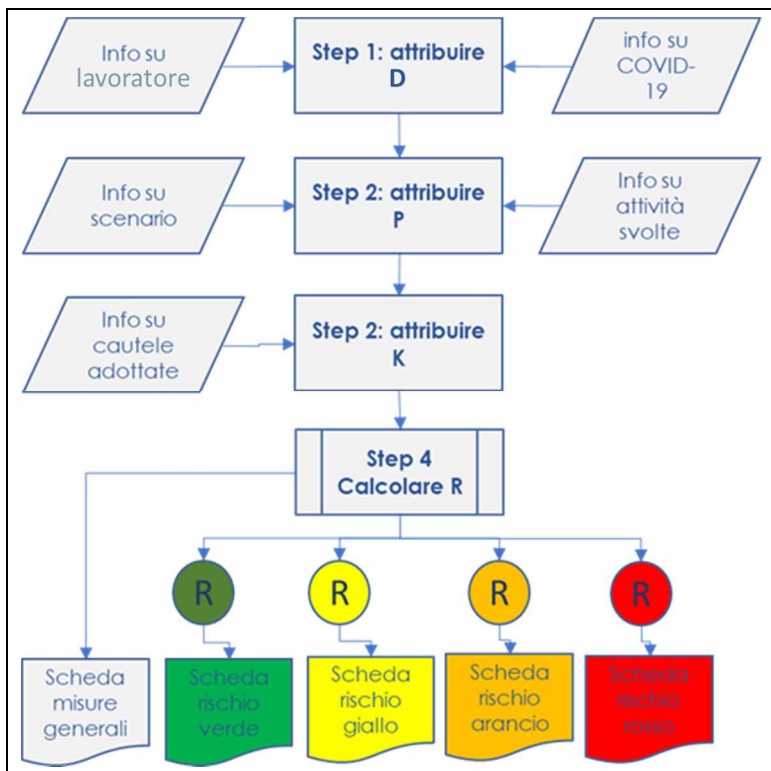 Info su
lavoratore
Step 1: attribuire
D
info su
COVID-
19
Info su
scenario
Step 2: attribuire
P
Info su
attività
svolte
Info su
cautele
adottate
Step 2: attribuire
K
Step 4
Calcolare R
R
R
R
R
Scheda
misure
generali
Scheda
rischio
verde
Scheda
rischio
giallo
Scheda
rischio
arancio
Scheda
rischio
rosso